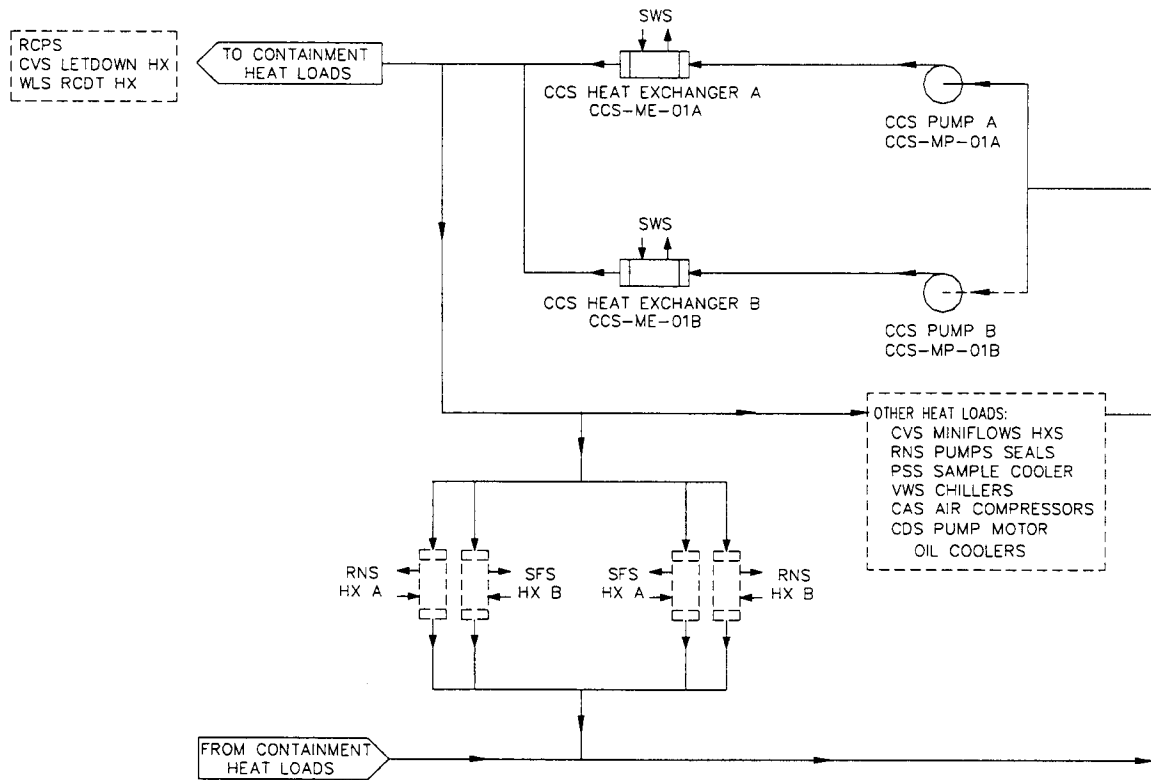 RCPS
CVS LETDOWN HX
WLS RCDT HX
TO CONTAINMENT
HEAT LOADS
SWS
CCS HEAT EXCHANGER A
CCS-ME-01A
CCS PUMP A
CCS-MP-01A
SWS
CCS HEAT EXCHANGER B
CCS-ME-01B
CCS PUMP B
CCS-MP-01B
OTHER HEAT LOADS:
CVS MINIFLOWS HXS
RNS PUMPS SEALS
PSS SAMPLE COOLER
VWS CHILLERS
CAS AIR COMPRESSORS
CDS PUMP MOTOR
OIL COOLERS
RNS
HX A
SFS
HX B
SFS
HX A
RNS
HX B
FROM CONTAINMENT
HEAT LOADS